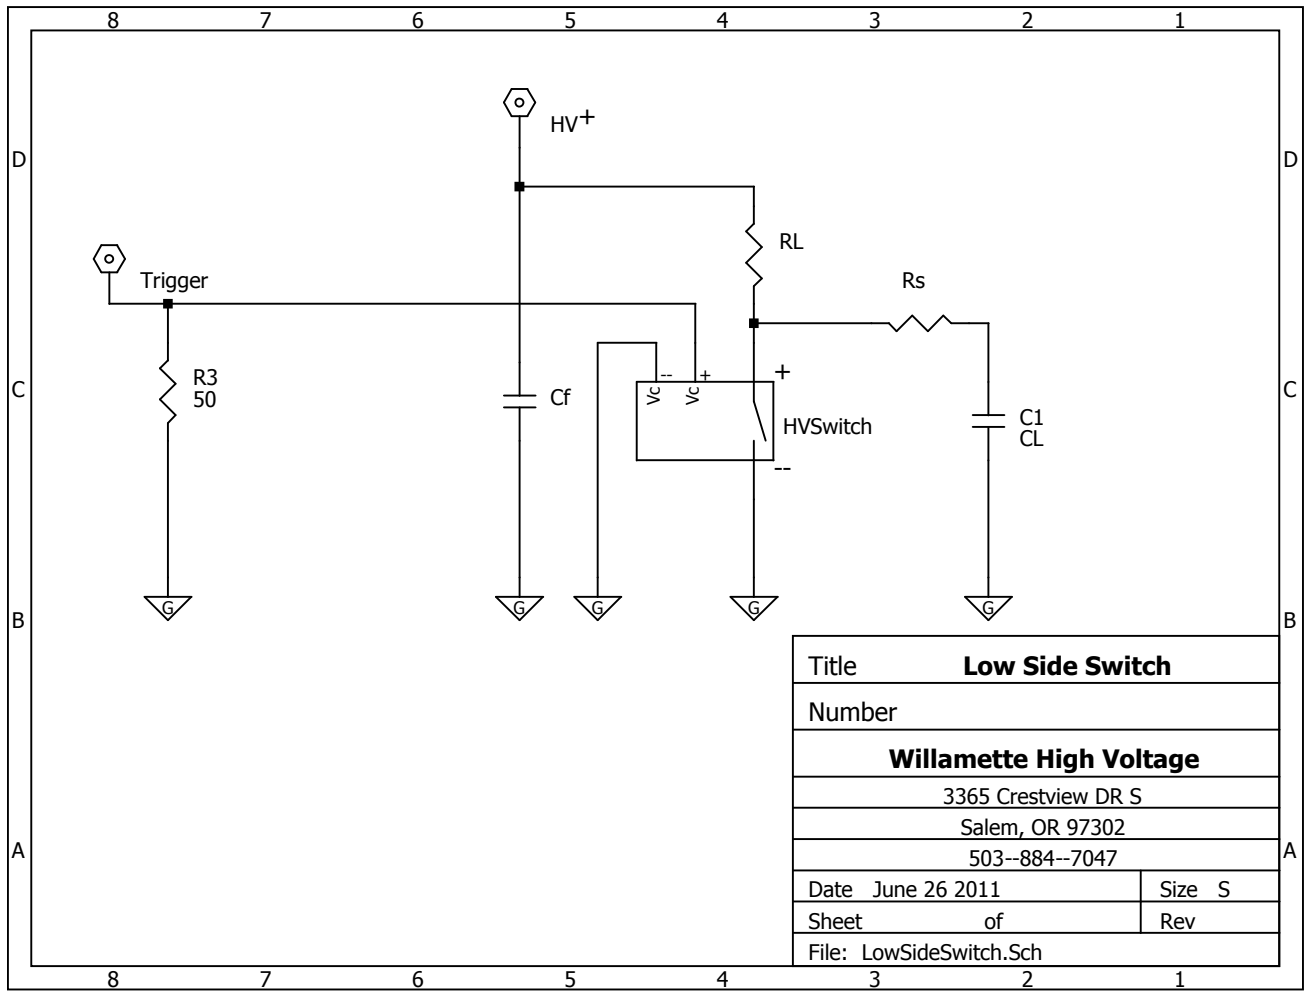 8 7 6 5 4 3 2 1
HV+
D D
RL
Trigger
Rs
+
-- +
Vc Vc
R3
50
C C
Cf
HVSwitch
C1
CL
--
G G G G G
B B
Title Low Side Switch
Number
Willamette High Voltage
3365 Crestview DR S
Salem, OR 97302
503--884--7047
A A
Date June 26 2011 Size S
Sheet of Rev
File: LowSideSwitch.Sch
8 7 6 5 4 3 2 1